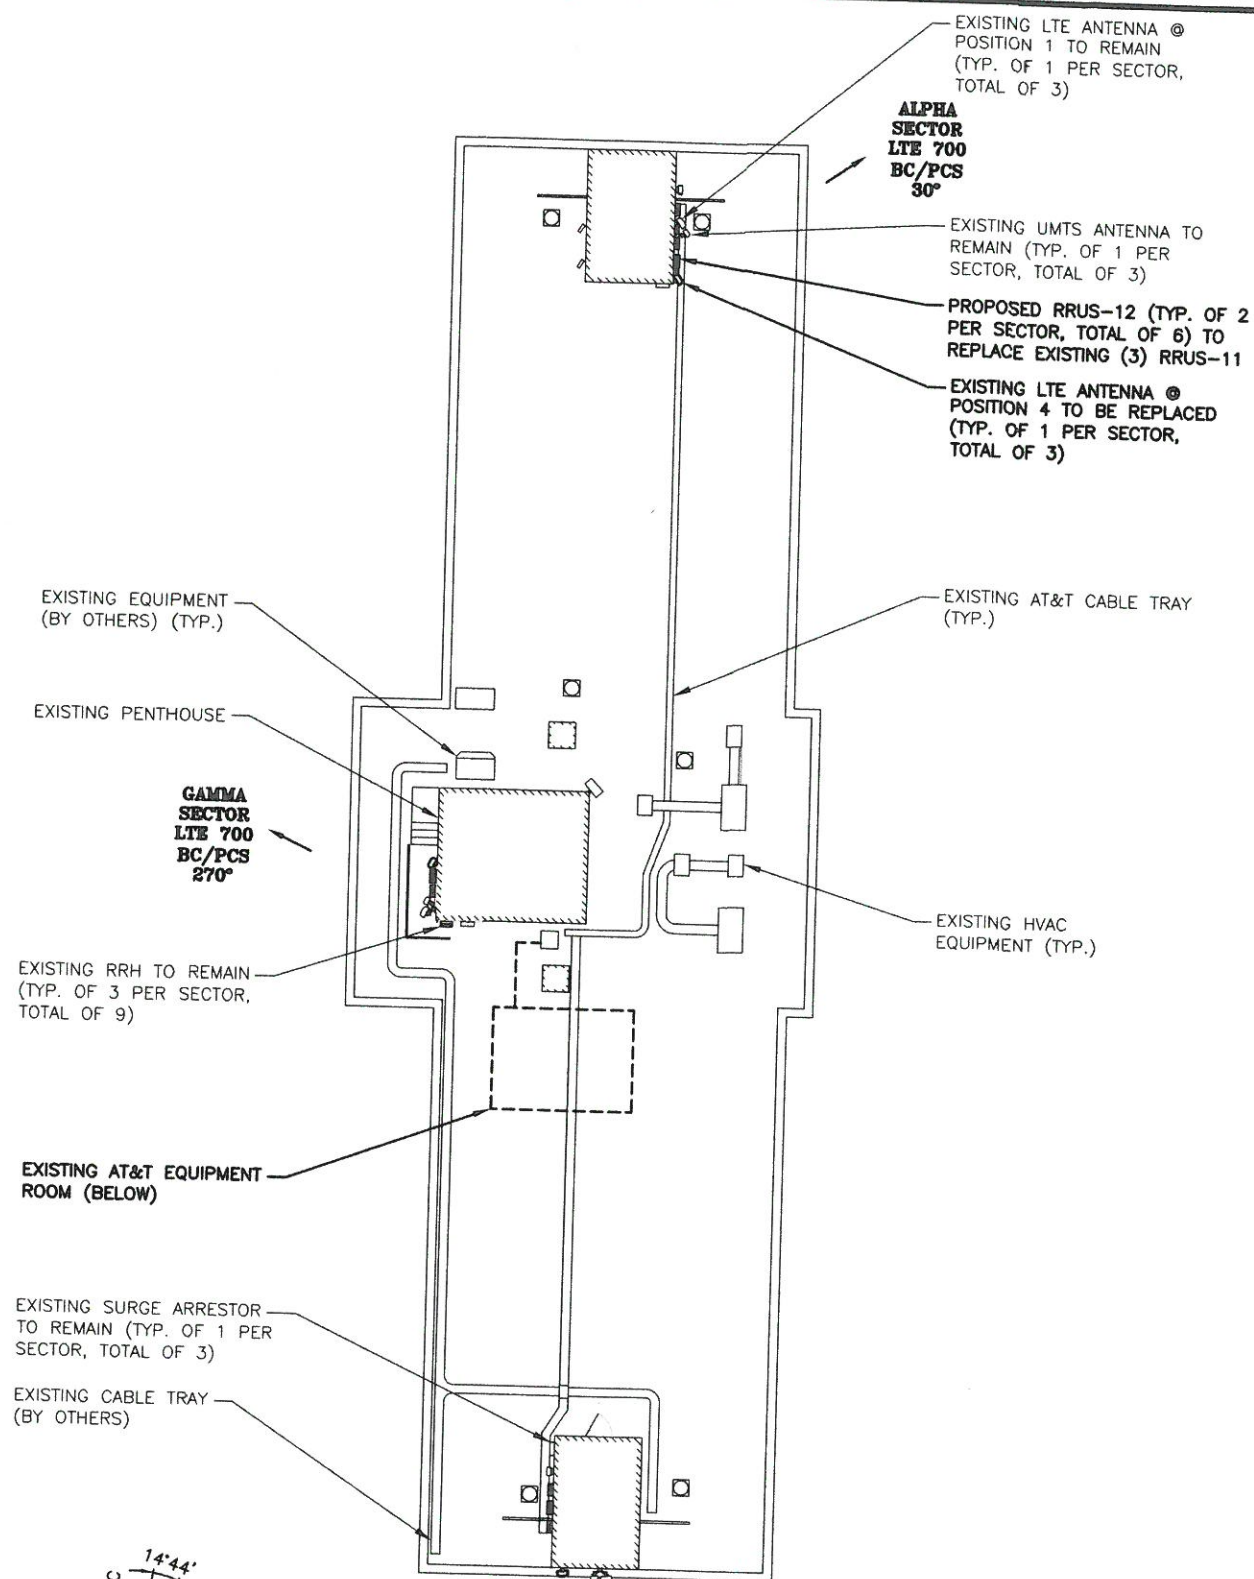 EXISTING LTE ANTENNA @
POSITION 1 TO REMAIN
(TYP. OF 1 PER SECTOR,
TOTAL OF 3)
ALPHA
SECTOR
LTE 700
BC/PCS
30°
EXISTING UMTS ANTENNA TO
REMAIN (TYP. OF 1 PER
SECTOR, TOTAL OF 3)
PROPOSED RRUS-12 (TYP. OF 2
PER SECTOR, TOTAL OF 6) TO
REPLACE EXISTING (3) RRUS-11
EXISTING LTE ANTENNA @
POSITION 4 TO BE REPLACED
(TYP. OF 1 PER SECTOR,
TOTAL OF 3)
EXISTING EQUIPMENT
(BY OTHERS) (TYP.)
EXISTING AT&T CABLE TRAY
(TYP.)
EXISTING PENTHOUSE
GAMMA
SECTOR
LTE 700
BC/PCS
270°
EXISTING HVAC
EQUIPMENT (TYP.)
EXISTING RRH TO REMAIN
(TYP. OF 3 PER SECTOR,
TOTAL OF 9)
EXISTING AT&T EQUIPMENT
ROOM (BELOW)
EXISTING SURGE ARRESTOR
TO REMAIN (TYP. OF 1 PER
SECTOR, TOTAL OF 3)
EXISTING CABLE TRAY
(BY OTHERS)
14°44'